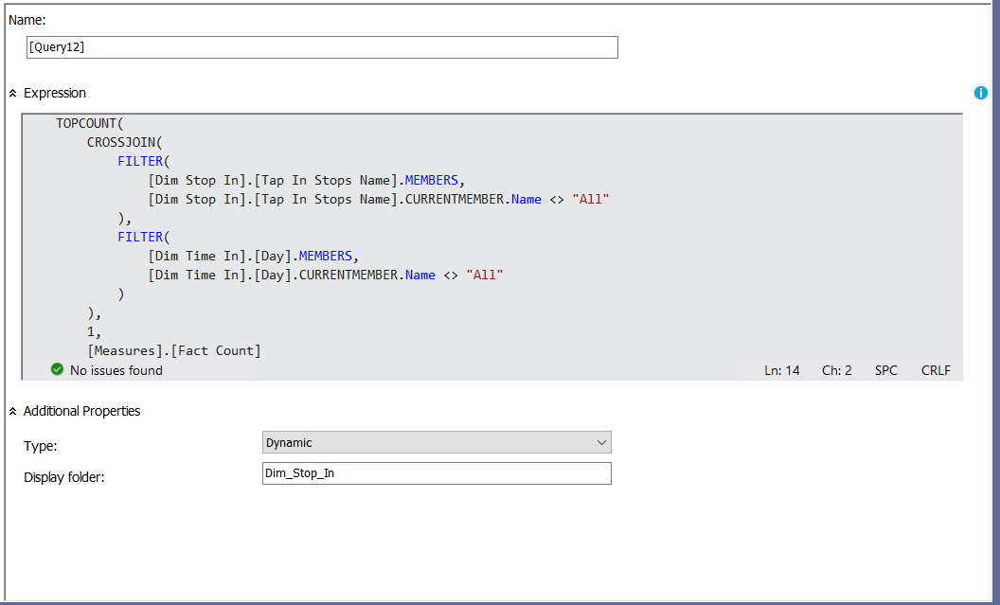 Name:
[Query12]
Expression
TOPCOUNT(
CROSSJOIN(
FILTER(
[Dim Stop In].[Tap In Stops Name].MEMBERS,
[Dim Stop In].[Tap In Stops Name].CURRENTMEMBER.Name <> "All"
),
FILTER(
[Dim Time In].[Day].MEMBERS,
[Dim Time In].[Day].CURRENTMEMBER.Name <> "All"
)
),
1,
[Measures].[Fact Count]
No issues found Ln: 14 Ch: 2 SPC CRLF
Additional Properties
Type: Dynamic
Display folder: Dim_Stop_In